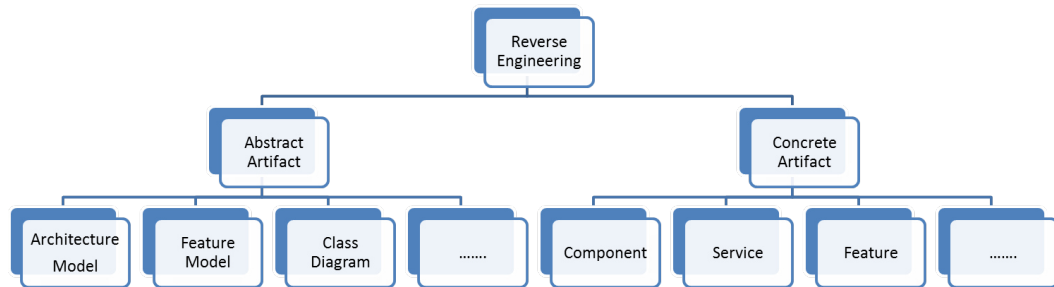 Reverse
Engineering
Abstract
Artifact
Concrete
Artifact
Architecture
Model
Feature
Model
Class
Diagram
.......
Component
Service
Feature
.......